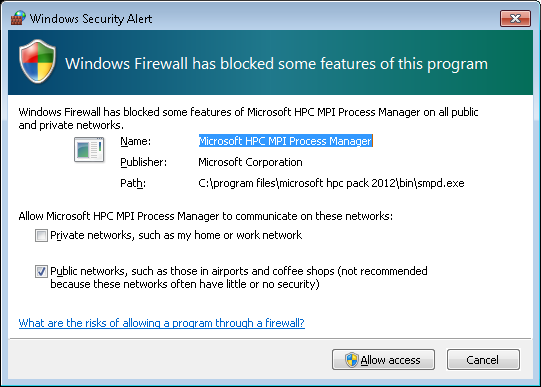 Windows Security Alert
Windows Firewall has blocked some features of this program
Windows Firewall has blocked some features of Microsoft HPC MPI Process Manager on all public
and private networks.
Name: Microsoft HPC MPI Process Manager
Publisher: Microsoft Corporation
Path: C:\program files\microsoft hpc pack 2012\bin\smpd.exe
Allow Microsoft HPC MPI Process Manager to communicate on these networks:
Private networks, such as my home or work network
Public networks, such as those in airports and coffee shops (not recommended
because these networks often have little or no security)
What are the risks of allowing a program through a firewall?
Allow access Cancel